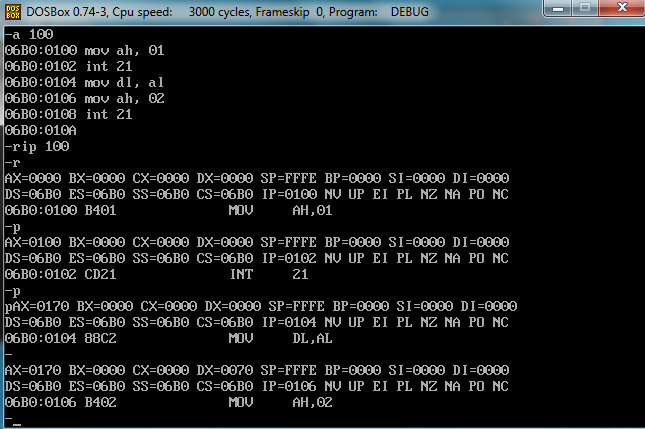 DOSBox 0.74-3, Cpu speed: 3000 cycles, Frameskip 0, Program: DEBUG
-a 100
06B0:0100 mov ah, 01
06B0:0102 int 21
06B0:0104 mov dl, al
06B0:0106 mov ah, 02
06B0:0108 int 21
06B0:010A
-rip 100
-r
AX=0000 BX=0000 CX=0000 DX=0000 SP=FFFE BP=0000 SI=0000 DI=0000
DS=06B0 ES=06B0 SS=06B0 CS=06B0 IP=0100 NV UP EI PL NZ NA PO NC
06B0:0100 B401 MOV AH,01
-p
AX=0100 BX=0000 CX=0000 DX=0000 SP=FFFE BP=0000 SI=0000 DI=0000
DS=06B0 ES=06B0 SS=06B0 CS=06B0 IP=0102 NV UP EI PL NZ NA PO NC
06B0:0102 CD21 INT 21
-p
pAX=0170 BX=0000 CX=0000 DX=0000 SP=FFFE BP=0000 SI=0000 DI=0000
DS=06B0 ES=06B0 SS=06B0 CS=06B0 IP=0104 NV UP EI PL NZ NA PO NC
06B0:0104 88C2 MOV DL,AL
-
AX=0170 BX=0000 CX=0000 DX=0070 SP=FFFE BP=0000 SI=0000 DI=0000
DS=06B0 ES=06B0 SS=06B0 CS=06B0 IP=0106 NV UP EI PL NZ NA PO NC
06B0:0106 B402 MOV AH,02
-_